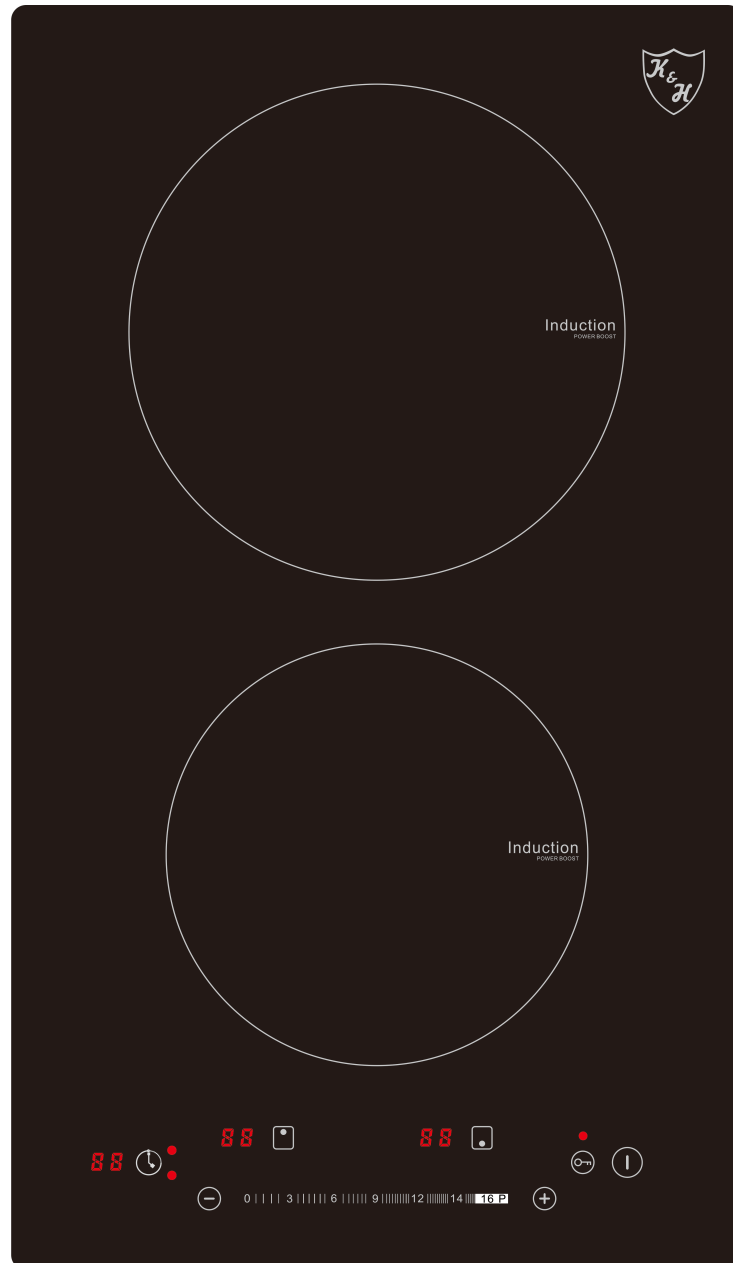 K & H
Induction
POWER BOOST
Induction
POWER BOOST
88
88
88
0 3 6 9 12 14 16 P